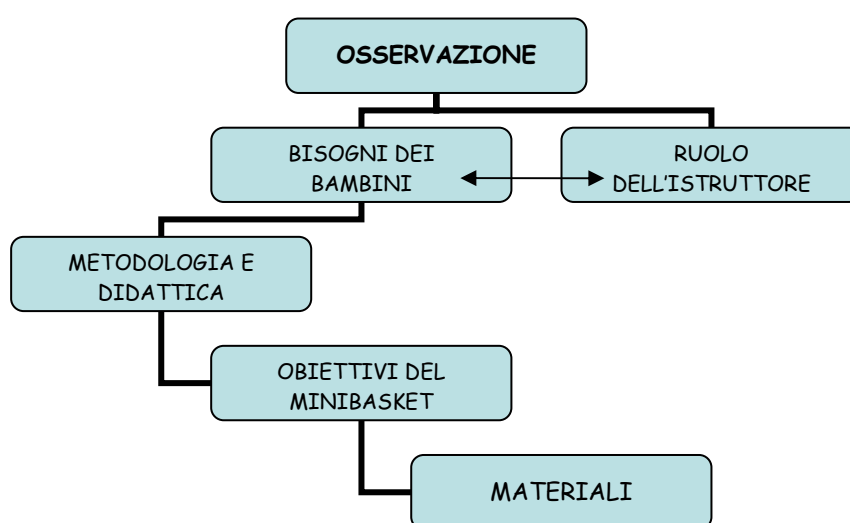 OSSERVAZIONE
BISOGNI DEI
BAMBINI
RUOLO
DELL'ISTRUTTORE
METODOLOGIA E
DIDATTICA
OBIETTIVI DEL
MINIBASKET
MATERIALI